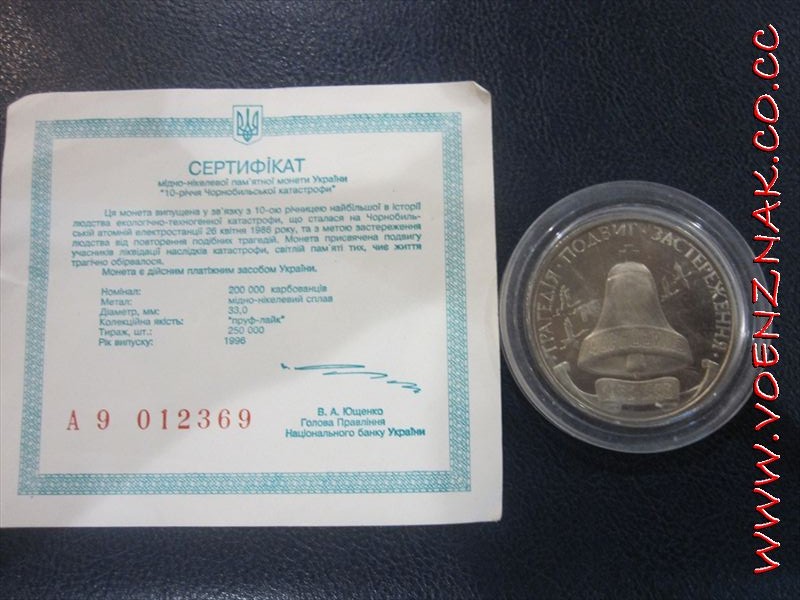 СЕРТИФІКАТ
мідно-нікелевої пам'ятної монети України
"10-річчя Чорнобильської катастрофи"
Ця монета випущена у зв'язку з 10-ою річницею найбільшої в історії
людства екологічно-техногенної катастрофи, що сталася на Чорнобиль-
ській атомній електростанції 26 квітня 1986 року, та з метою застереження
людства від повторення подібних трагедій. Монета присвячена подвигу
учасників ліквідації наслідків катастрофи, світлій пам'яті тих, чиє життя
трагічно обірвалося.
Монета є дійсним платіжним засобом України.
Номінал: 200 000 карбованців
Метал: мідно-нікелевий сплав
Діаметр, мм: 33,0
Колекційна якість: "пруф-лайк"
Тираж, шт.: 250 000
Рік випуску: 1996
А 9 012369
В. А. Ющенко
Голова Правління
Національного банку України
ТРАГЕДІЯ · ПОДВИГ · ЗАСТЕРЕЖЕННЯ
www.VOENZNAK.co.cc